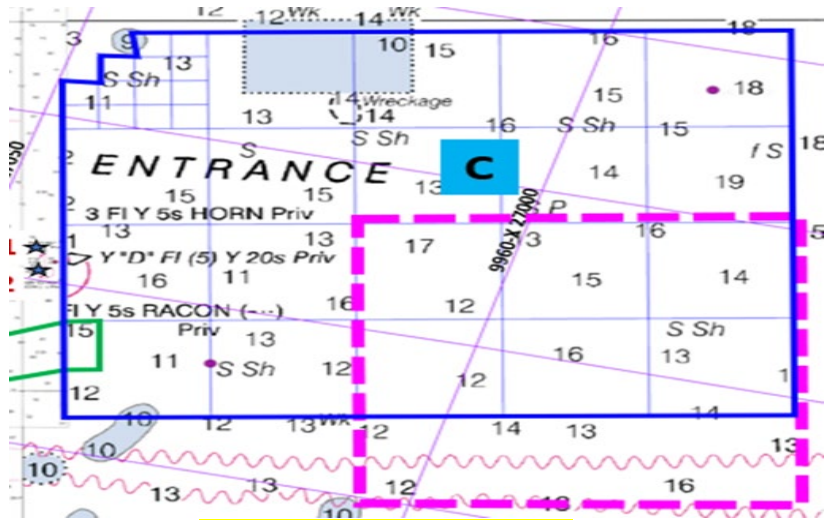 12 12 Wk 14 Wk 18
3 9 10 15 16
S Sh 13
11 15 18
14 Wreckage
13 14 16 S Sh 15
S Sh
S f S 18
ENTRANCE C
13 14 19
15 15
3 Fl Y 5s HORN Priv P
13 13 17 3 16 5
Y "D" Fl (5) Y 20s Priv
16 11 15 14
9960-X 27000
Fl Y 5s RACON (-··) 16 12
15 Priv 13 S Sh
11 S Sh 12 16 13
12 12 1
10 12 13 Wk 12 14 13 14
10 13
10 13 13 12 16
10 13